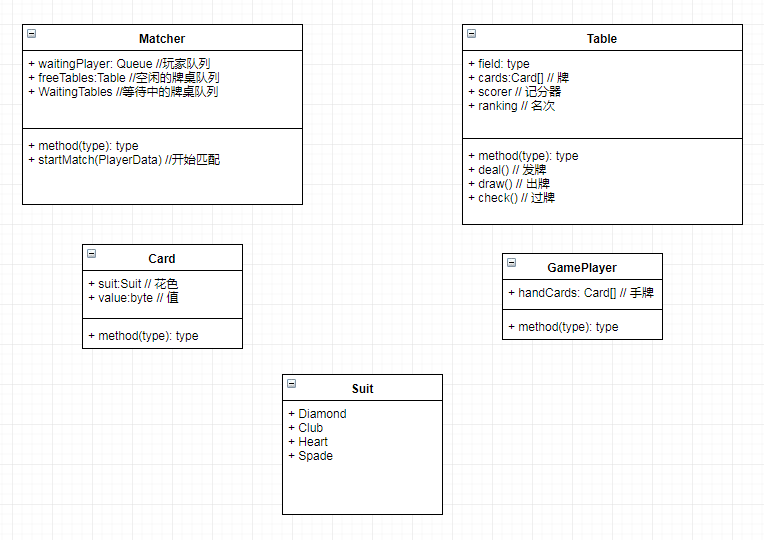 Matcher
+ waitingPlayer: Queue //玩家队列
+ freeTables:Table //空闲的牌桌队列
+ WaitingTables//等待中的牌桌队列
+ method(type): type
+ startMatch(PlayerData) //开始匹配
Table
+ field: type
+ cards:Card[] // 牌
+ scorer // 记分器
+ ranking // 名次
+ method(type): type
+ deal() // 发牌
+ draw() // 出牌
+ check() // 过牌
Card
+ suit:Suit // 花色
+ value:byte // 值
+ method(type): type
GamePlayer
+ handCards: Card[] // 手牌
+ method(type): type
Suit
+ Diamond
+ Club
+ Heart
+ Spade